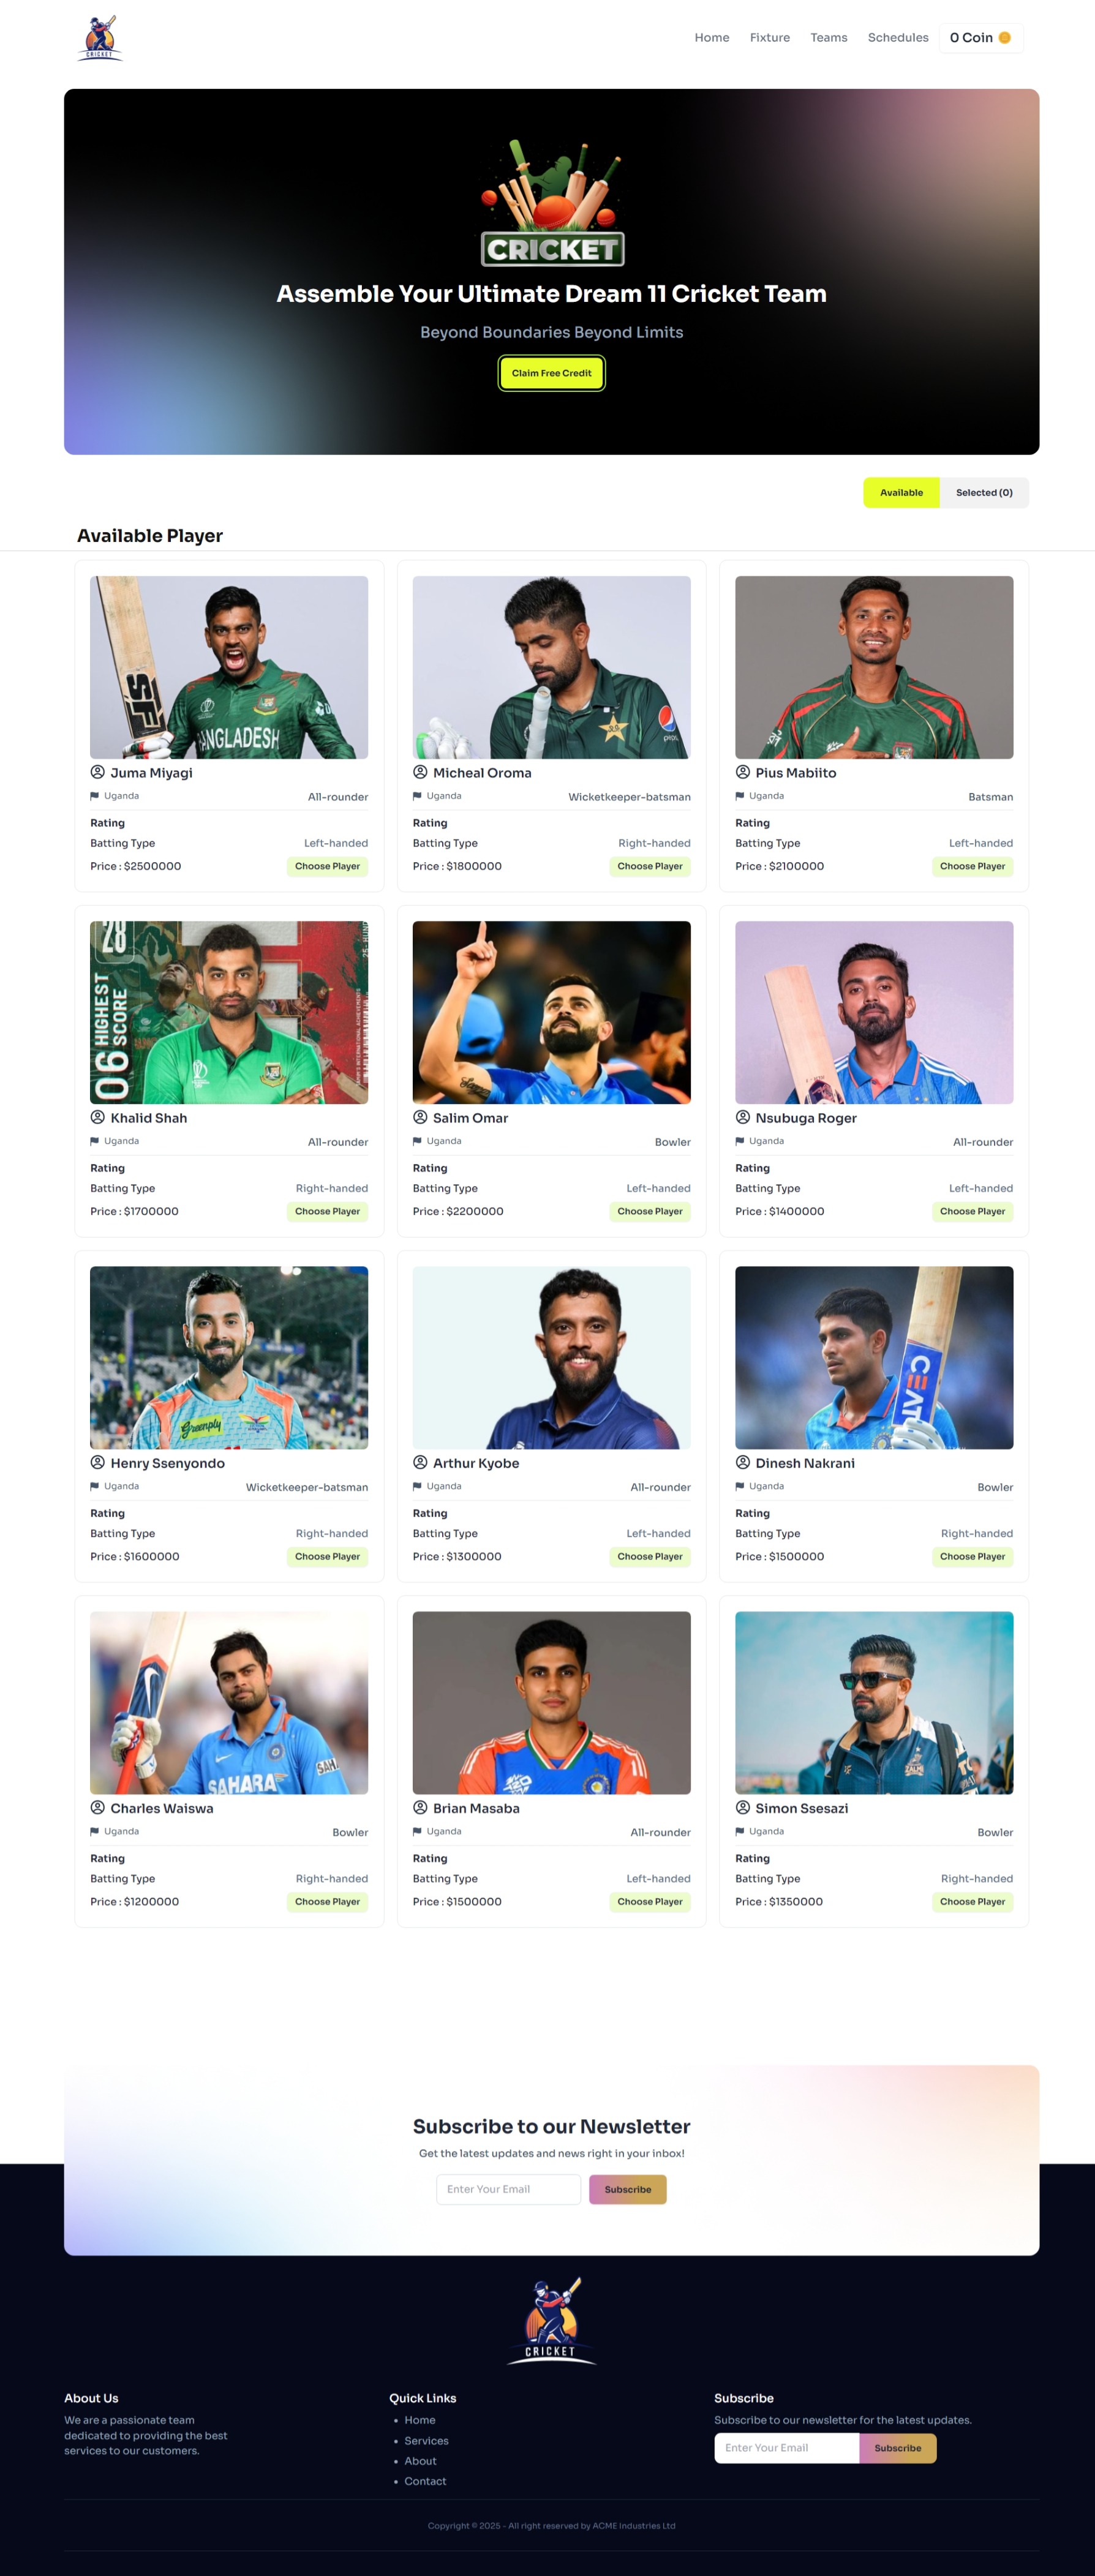 CRICKET
Home Fixture Teams Schedules 0 Coin
CRICKET
Assemble Your Ultimate Dream 11 Cricket Team
Beyond Boundaries Beyond Limits
Claim Free Credit
Available Selected (0)
Available Player
SF
ANGLADESH
Juma Miyagi
Uganda All-rounder
Rating
Batting Type Left-handed
Price : $2500000 Choose Player
Micheal Oroma
Uganda Wicketkeeper-batsman
Rating
Batting Type Right-handed
Price : $1800000 Choose Player
Pius Mabiito
Uganda Batsman
Rating
Batting Type Left-handed
Price : $2100000 Choose Player
28
06 HIGHEST
SCORE
Khalid Shah
Uganda All-rounder
Rating
Batting Type Right-handed
Price : $1700000 Choose Player
Salim Omar
Uganda Bowler
Rating
Batting Type Left-handed
Price : $2200000 Choose Player
Nsubuga Roger
Uganda All-rounder
Rating
Batting Type Left-handed
Price : $1400000 Choose Player
Greenply
Henry Ssenyondo
Uganda Wicketkeeper-batsman
Rating
Batting Type Right-handed
Price : $1600000 Choose Player
Arthur Kyobe
Uganda All-rounder
Rating
Batting Type Left-handed
Price : $1300000 Choose Player
CEAT
Dinesh Nakrani
Uganda Bowler
Rating
Batting Type Right-handed
Price : $1500000 Choose Player
SAHARA
SAH
Charles Waiswa
Uganda Bowler
Rating
Batting Type Right-handed
Price : $1200000 Choose Player
Brian Masaba
Uganda All-rounder
Rating
Batting Type Left-handed
Price : $1500000 Choose Player
ZALMI
Simon Ssesazi
Uganda Bowler
Rating
Batting Type Right-handed
Price : $1350000 Choose Player
Subscribe to our Newsletter
Get the latest updates and news right in your inbox!
Enter Your Email Subscribe
CRICKET
About Us
We are a passionate team
dedicated to providing the best
services to our customers.
Quick Links
Home
Services
About
Contact
Subscribe
Subscribe to our newsletter for the latest updates.
Enter Your Email Subscribe
Copyright © 2025 - All right reserved by ACME Industries Ltd